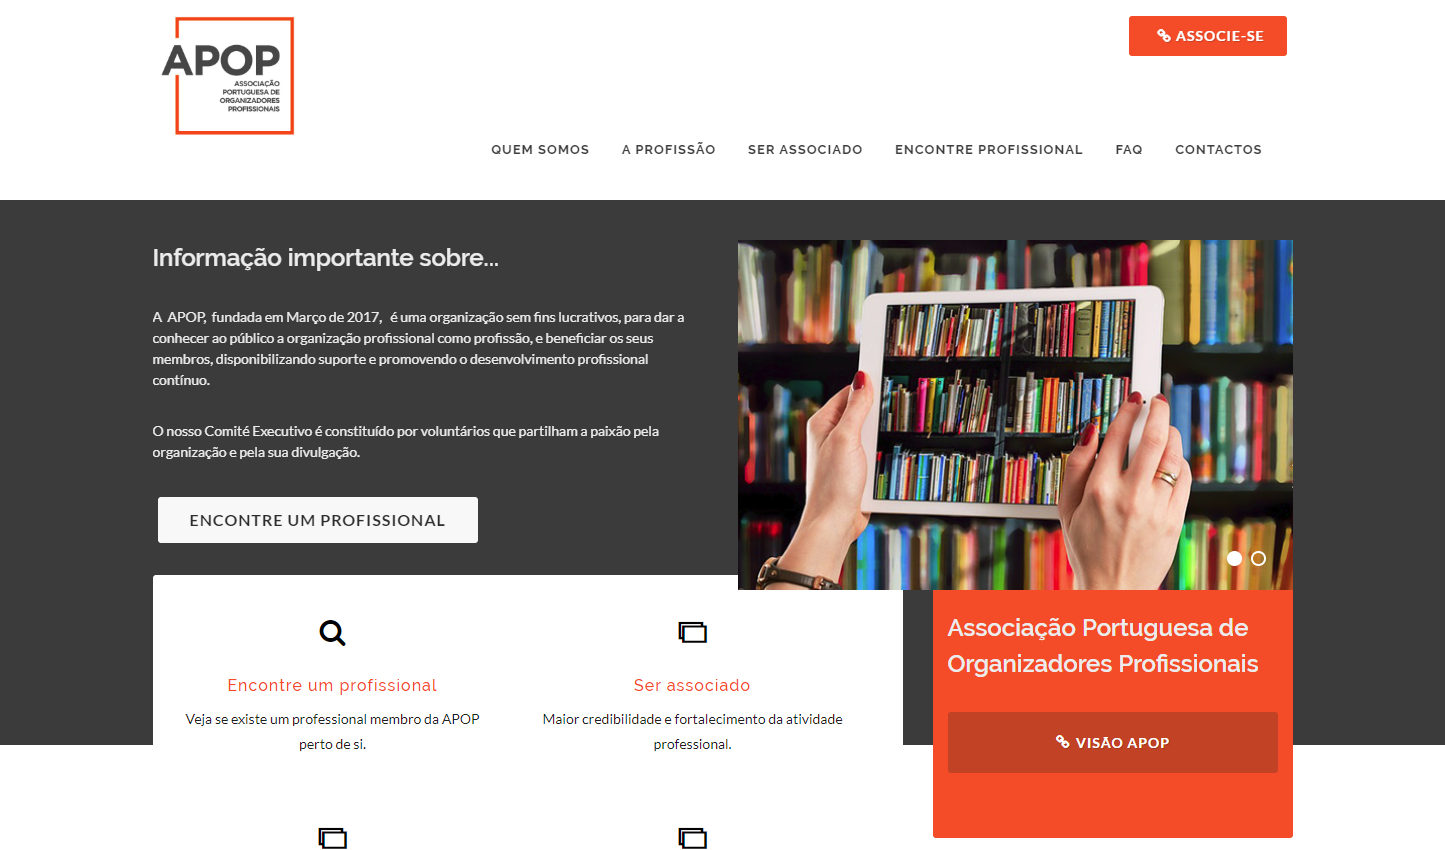 APOP
ASSOCIAÇÃO
PORTUGUESA DE
ORGANIZADORES
PROFISSIONAIS
ASSOCIE-SE
QUEM SOMOS
A PROFISSÃO
SER ASSOCIADO
ENCONTRE PROFISSIONAL
FAQ
CONTACTOS
Informação importante sobre...
A APOP, fundada em Março de 2017, é uma organização sem fins lucrativos, para dar a
conhecer ao público a organização profissional como profissão, e beneficiar os seus
membros, disponibilizando suporte e promovendo o desenvolvimento profissional
contínuo.
O nosso Comité Executivo é constituído por voluntários que partilham a paixão pela
organização e pela sua divulgação.
ENCONTRE UM PROFISSIONAL
Encontre um profissional
Veja se existe um professional membro da APOP
perto de si.
Ser associado
Maior credibilidade e fortalecimento da atividade
professional.
Associação Portuguesa de
Organizadores Profissionais
VISÃO APOP